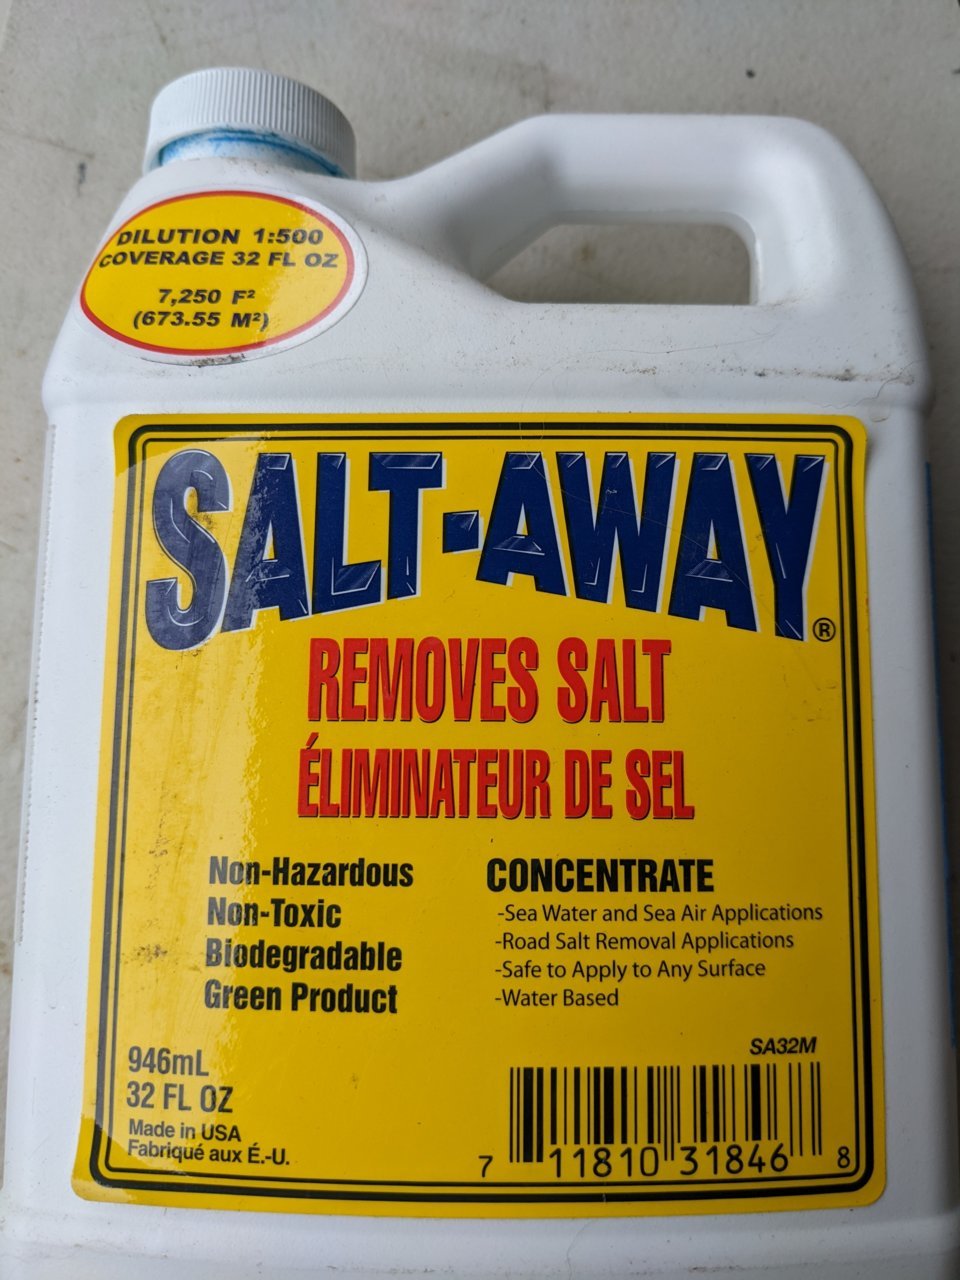 DILUTION 1:500
COVERAGE 32 FL OZ
7,250 F²
(673.55 M²)
SALT-AWAY®
REMOVES SALT
ÉLIMINATEUR DE SEL
Non-Hazardous
Non-Toxic
Biodegradable
Green Product
CONCENTRATE
-Sea Water and Sea Air Applications
-Road Salt Removal Applications
-Safe to Apply to Any Surface
-Water Based
946mL
32 FL OZ
Made in USA
Fabriqué aux É.-U.
SA32M
7 11810 31846 8